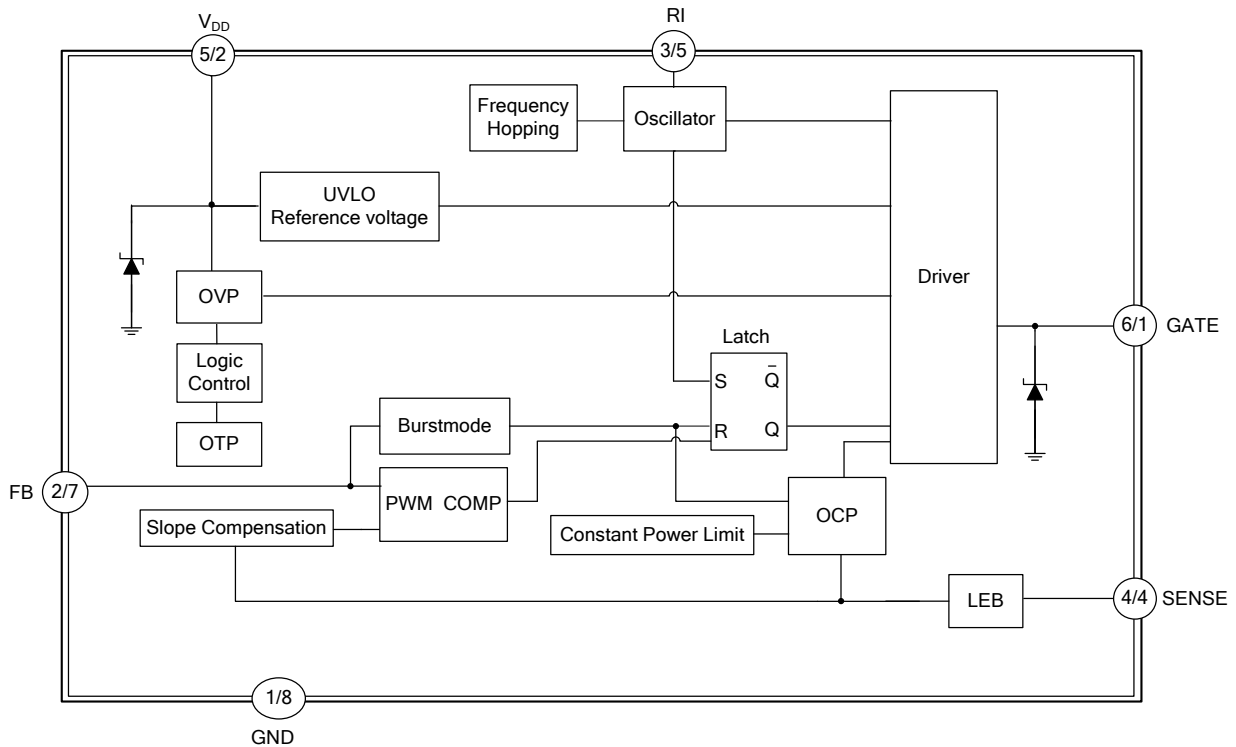 VDD
RI
5/2
3/5
Frequency
Hopping
Oscillator
UVLO
Reference voltage
Driver
OVP
6/1
GATE
Logic
Control
Latch
S
Q̅
Burstmode
R
Q
OTP
FB
2/7
PWM COMP
Slope Compensation
OCP
Constant Power Limit
LEB
4/4
SENSE
1/8
GND